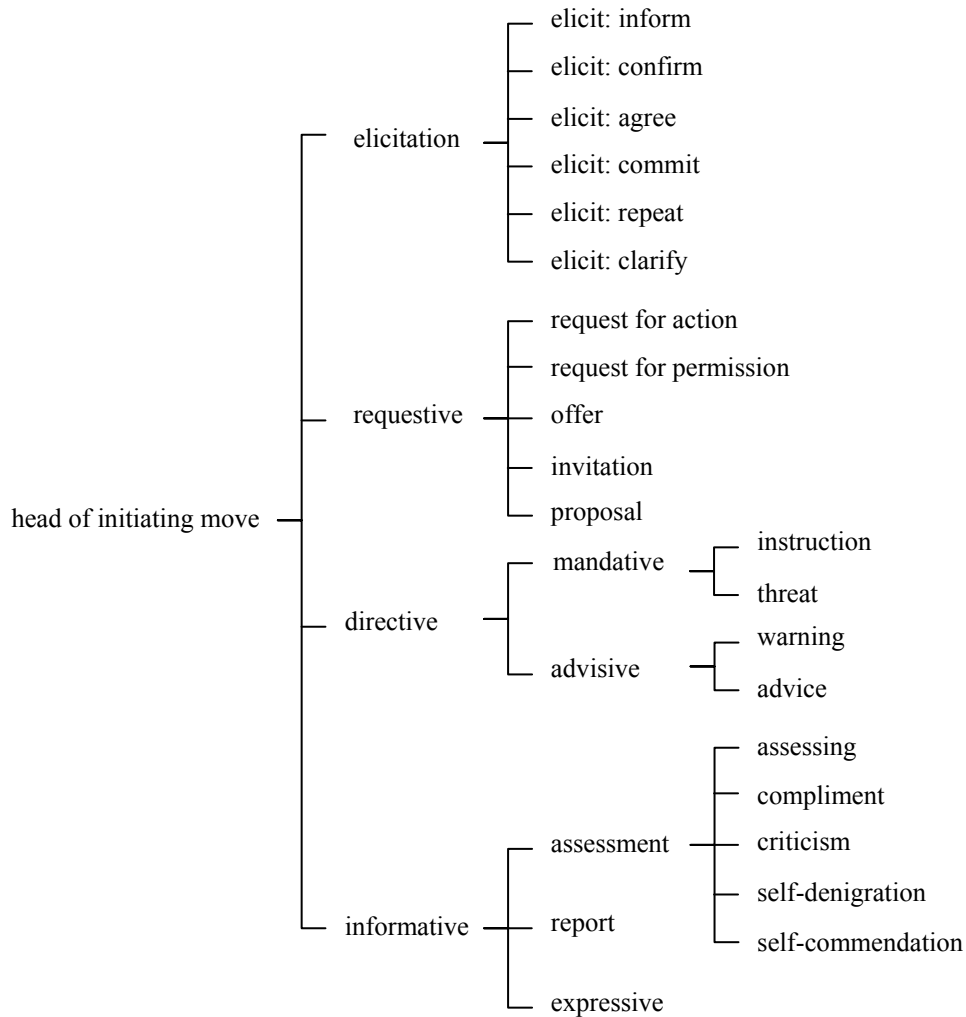 elicit: inform
elicit: confirm
elicit: agree
elicitation
elicit: commit
elicit: repeat
elicit: clarify
request for action
request for permission
requestive
offer
invitation
proposal
head of initiating move
instruction
mandative
threat
directive
warning
advisive
advice
assessing
compliment
assessment
criticism
self-denigration
informative
report
self-commendation
expressive